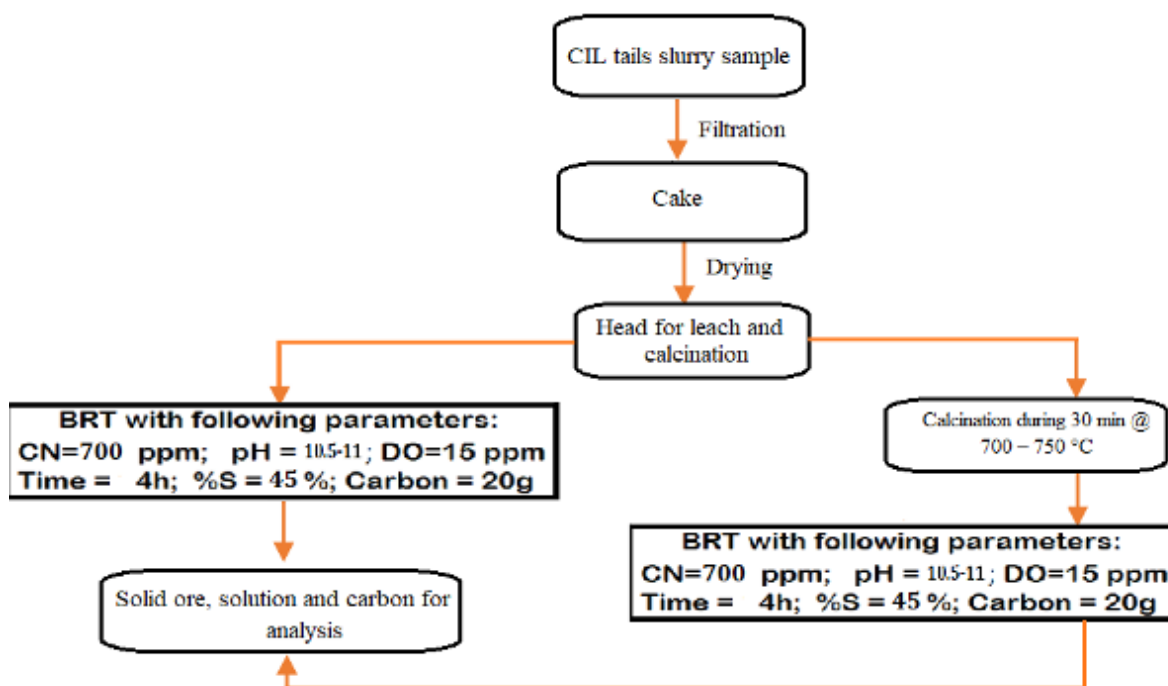 CIL tails slurry sample
Filtration
Cake
Drying
Head for leach and
calcination
BRT with following parameters:
CN=700 ppm; pH = 10.5-11; DO=15 ppm
Time = 4h; %S = 45 %; Carbon = 20g
Calcination during 30 min @
700 – 750 °C
BRT with following parameters:
CN=700 ppm; pH = 10.5-11; DO=15 ppm
Time = 4h; %S = 45 %; Carbon = 20g
Solid ore, solution and carbon for
analysis